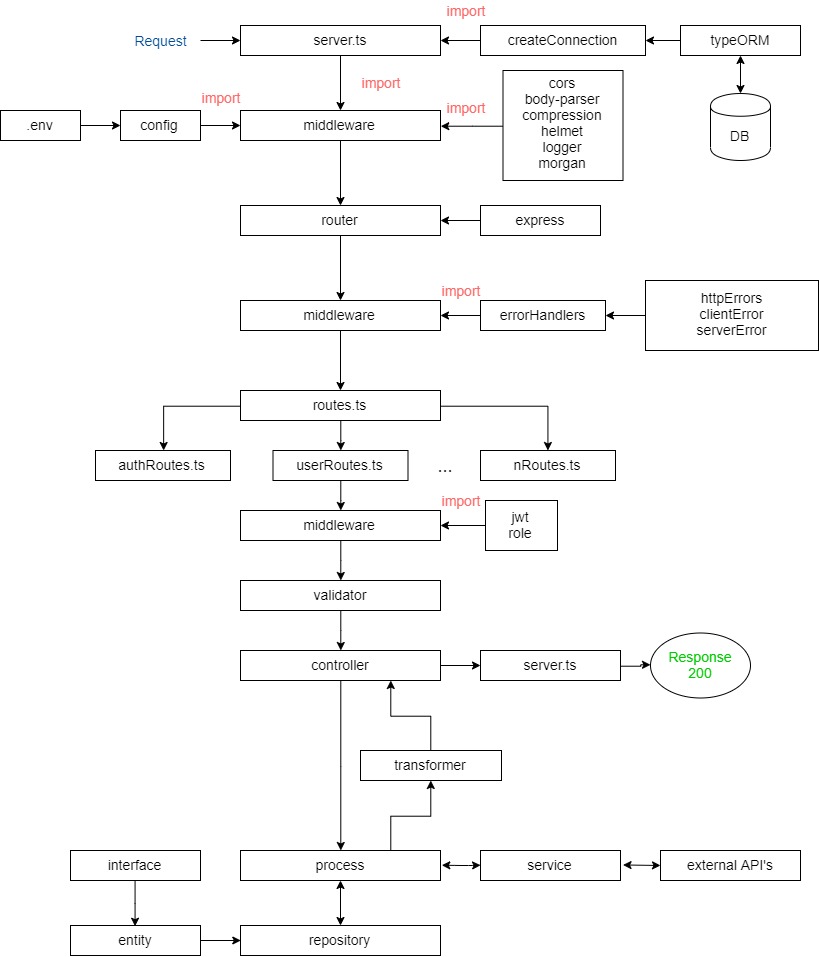 import
Request
server.ts
createConnection
typeORM
import
import
import
.env
config
middleware
cors
body-parser
compression
helmet
logger
morgan
DB
router
express
import
middleware
errorHandlers
httpErrors
clientError
serverError
routes.ts
authRoutes.ts
userRoutes.ts
...
nRoutes.ts
import
middleware
jwt
role
validator
controller
server.ts
Response
200
transformer
interface
process
service
external API's
entity
repository